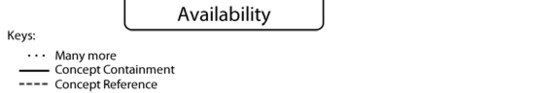 Availability
Keys:
... Many more
Concept Containment
Concept Reference